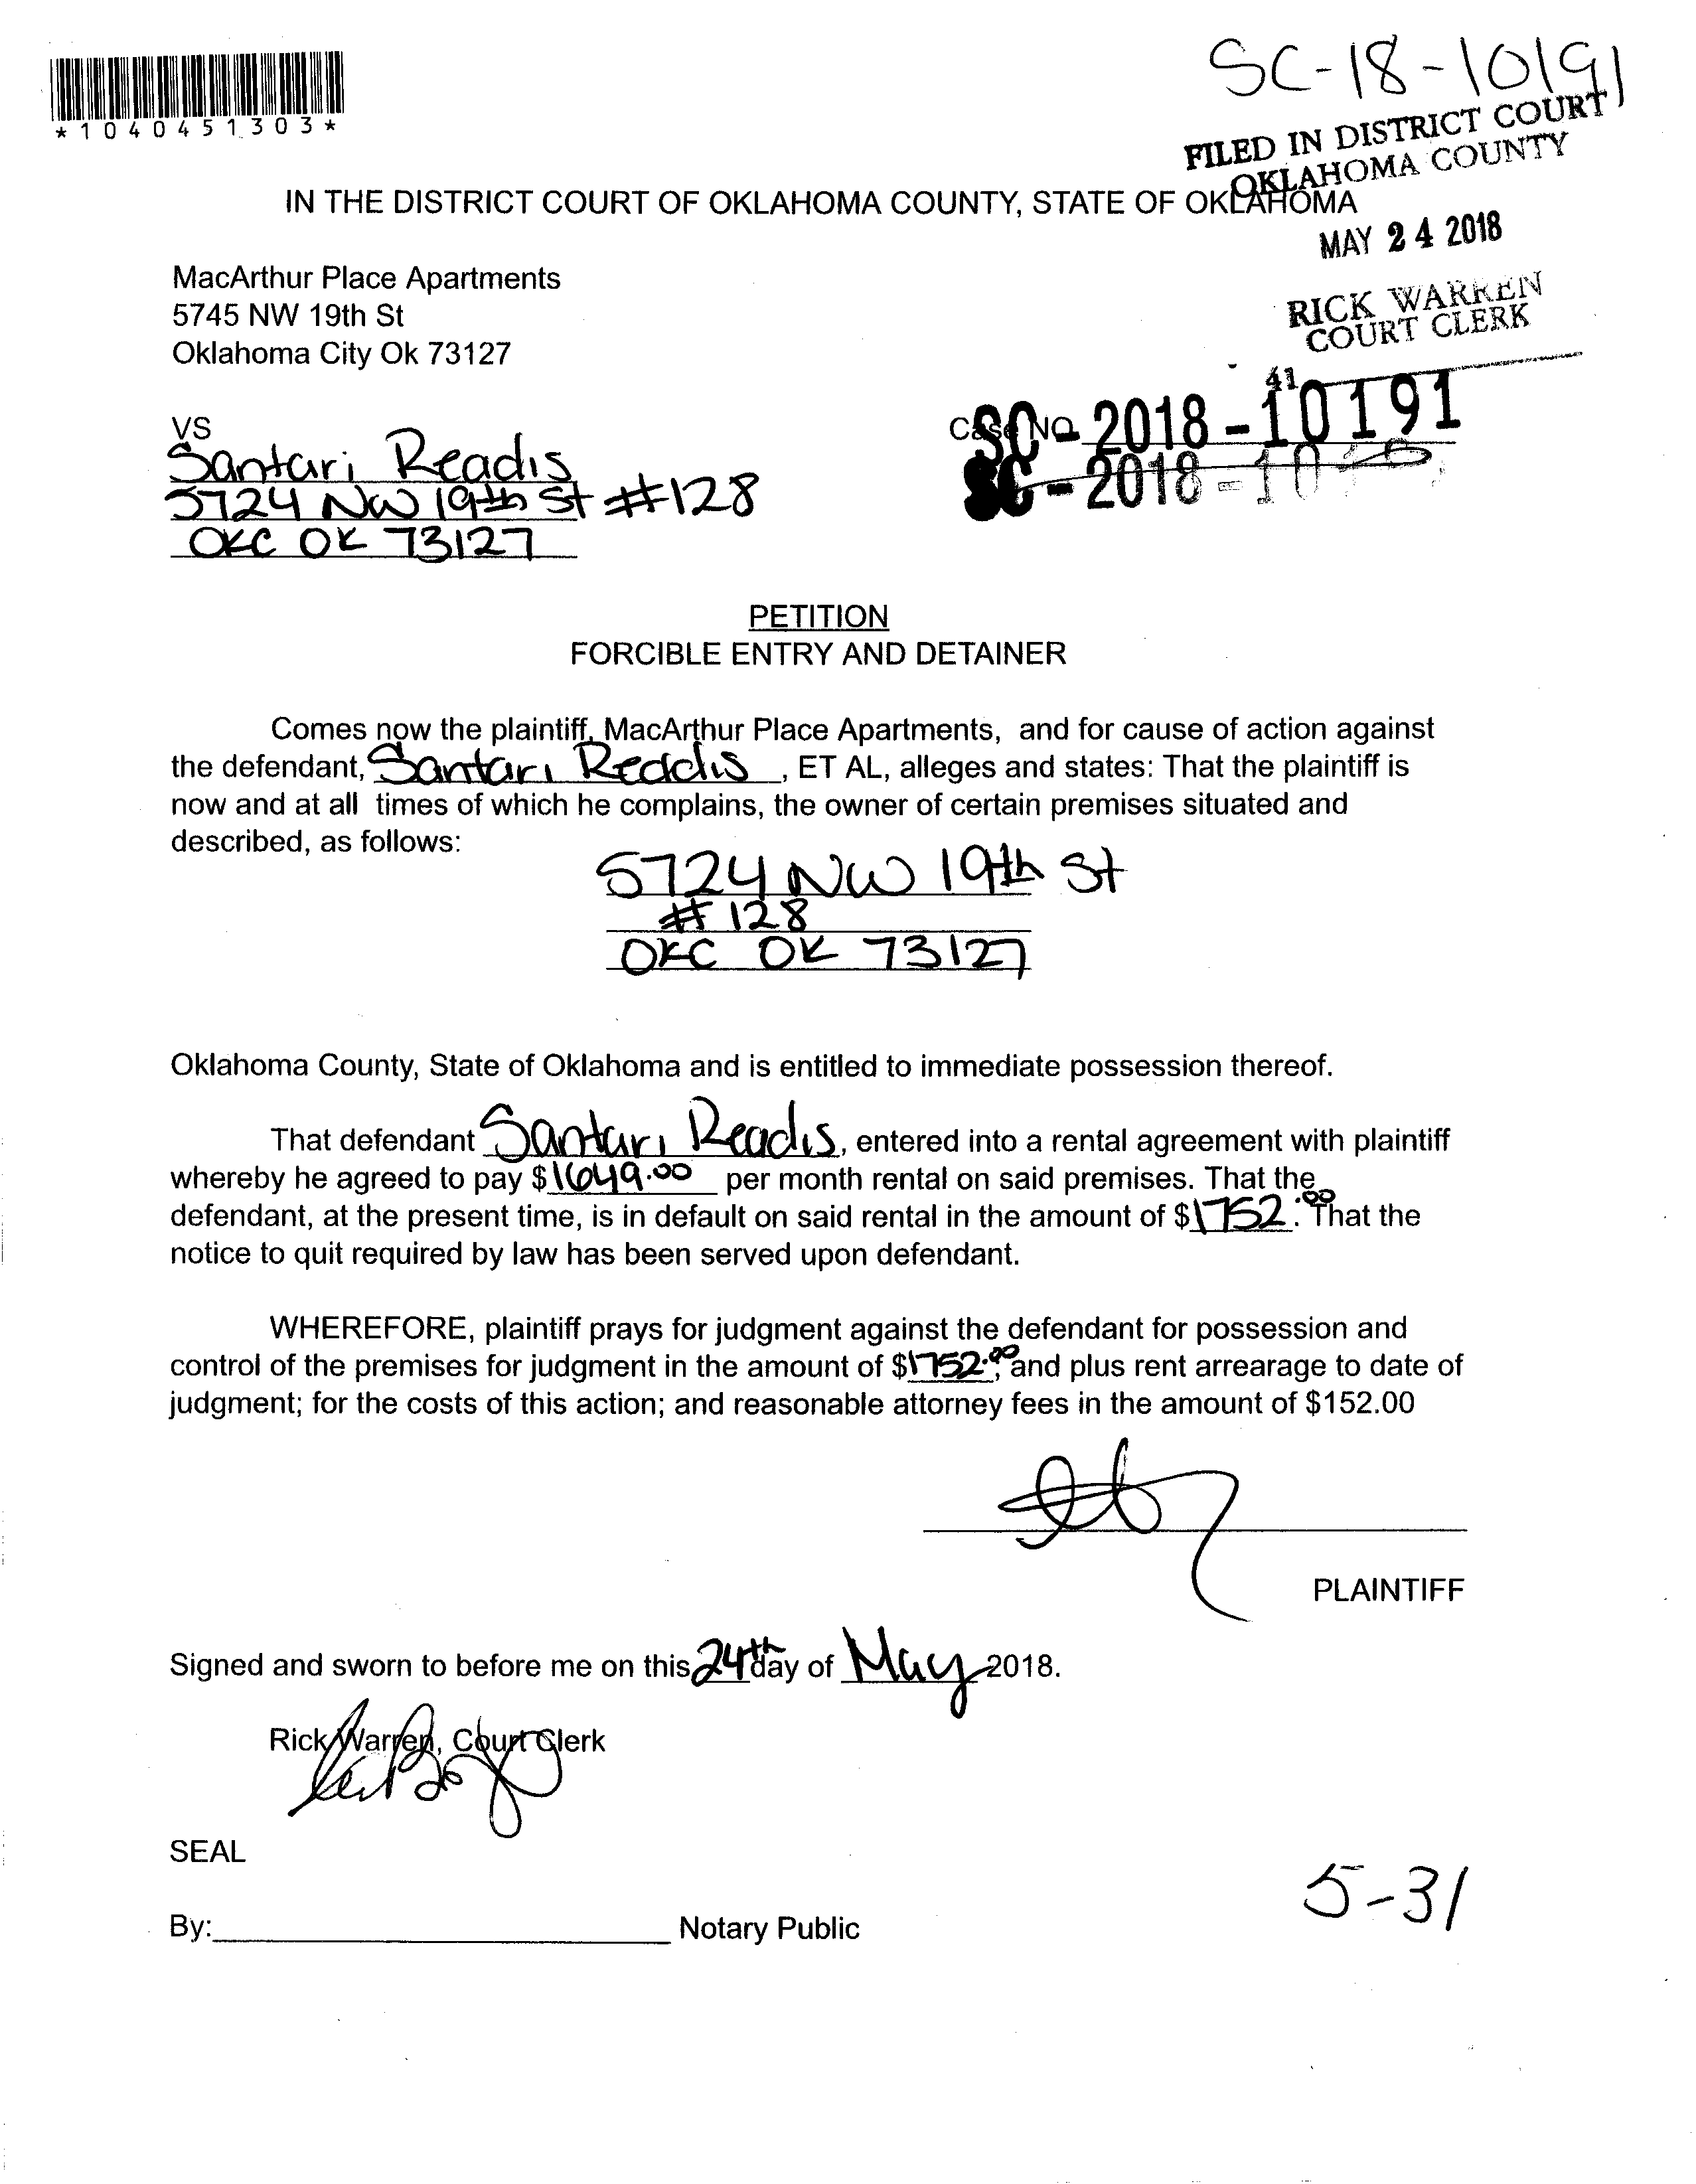 SC-18-10191
*1040451303*
FILED IN DISTRICT COURT
OKLAHOMA COUNTY
IN THE DISTRICT COURT OF OKLAHOMA COUNTY, STATE OF OKLAHOMA
MAY 24 2018
MacArthur Place Apartments
5745 NW 19th St
Oklahoma City Ok 73127
RICK WARREN
COURT CLERK
41
VS
Case NO. SC-2018-10191
Santari Readis
SC-2018-10
5724 NW 19th St #128
OKC OK 73127
PETITION
FORCIBLE ENTRY AND DETAINER
Comes now the plaintiff, MacArthur Place Apartments, and for cause of action against
the defendant, Santari Reddis, ET AL, alleges and states: That the plaintiff is
now and at all times of which he complains, the owner of certain premises situated and
described, as follows:
5724 NW 19th St
# 128
OKC OK 73127
Oklahoma County, State of Oklahoma and is entitled to immediate possession thereof.
That defendant Santari Readis, entered into a rental agreement with plaintiff
whereby he agreed to pay $1649.00 per month rental on said premises. That the
defendant, at the present time, is in default on said rental in the amount of $1752.00. That the
notice to quit required by law has been served upon defendant.
WHEREFORE, plaintiff prays for judgment against the defendant for possession and
control of the premises for judgment in the amount of $1752.00, and plus rent arrearage to date of
judgment; for the costs of this action; and reasonable attorney fees in the amount of $152.00
PLAINTIFF
Signed and sworn to before me on this 24th day of May 2018.
Rick Warren, Court Clerk
SEAL
5-31
By: Notary Public